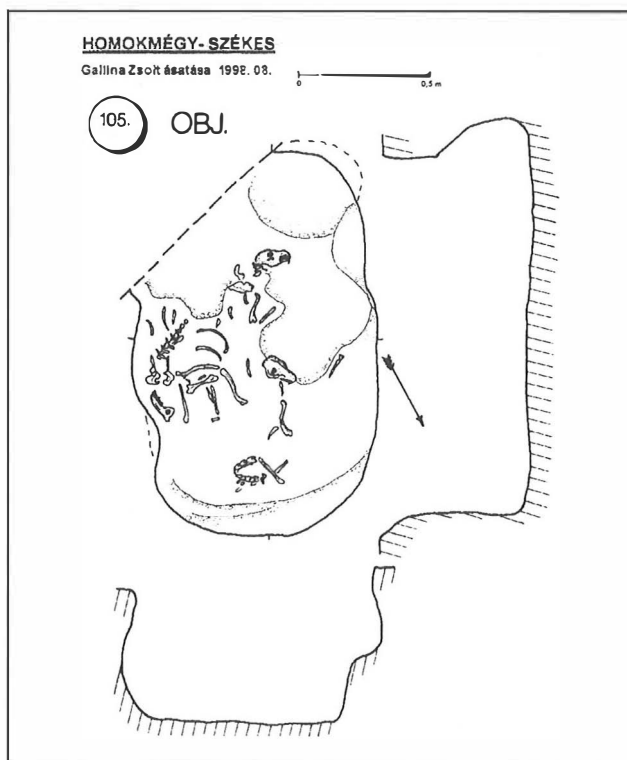 HOMOKMÉGY-SZÉKES
Gallina Zsolt ásatása 1998. 08.
0 0,5 m
105. OBJ.